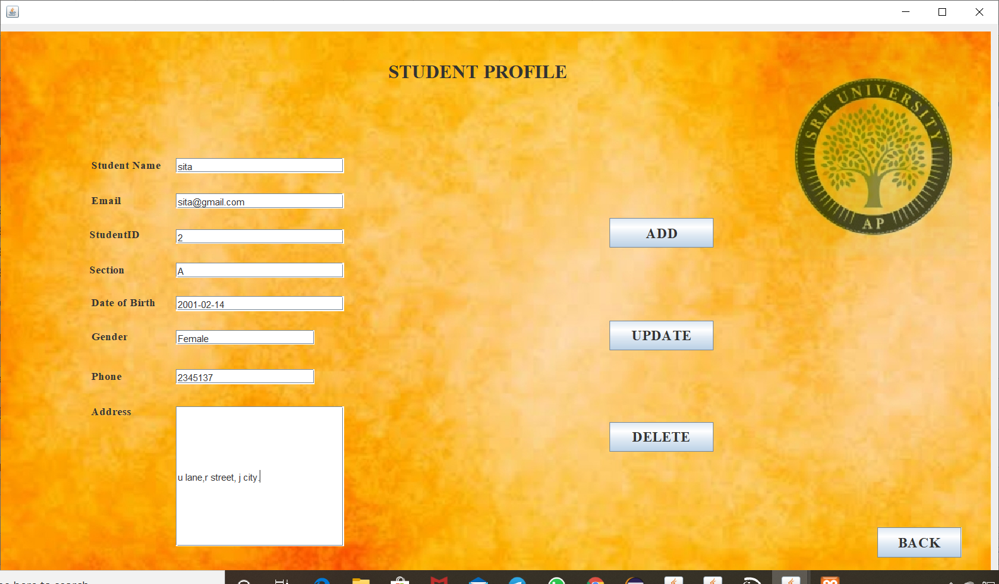 STUDENT PROFILE
SRM UNIVERSITY
AP
Student Name sita
Email sita@gmail.com
StudentID 2
Section A
Date of Birth 2001-02-14
Gender Female
Phone 2345137
Address
u lane,r street, j city.
ADD
UPDATE
DELETE
BACK